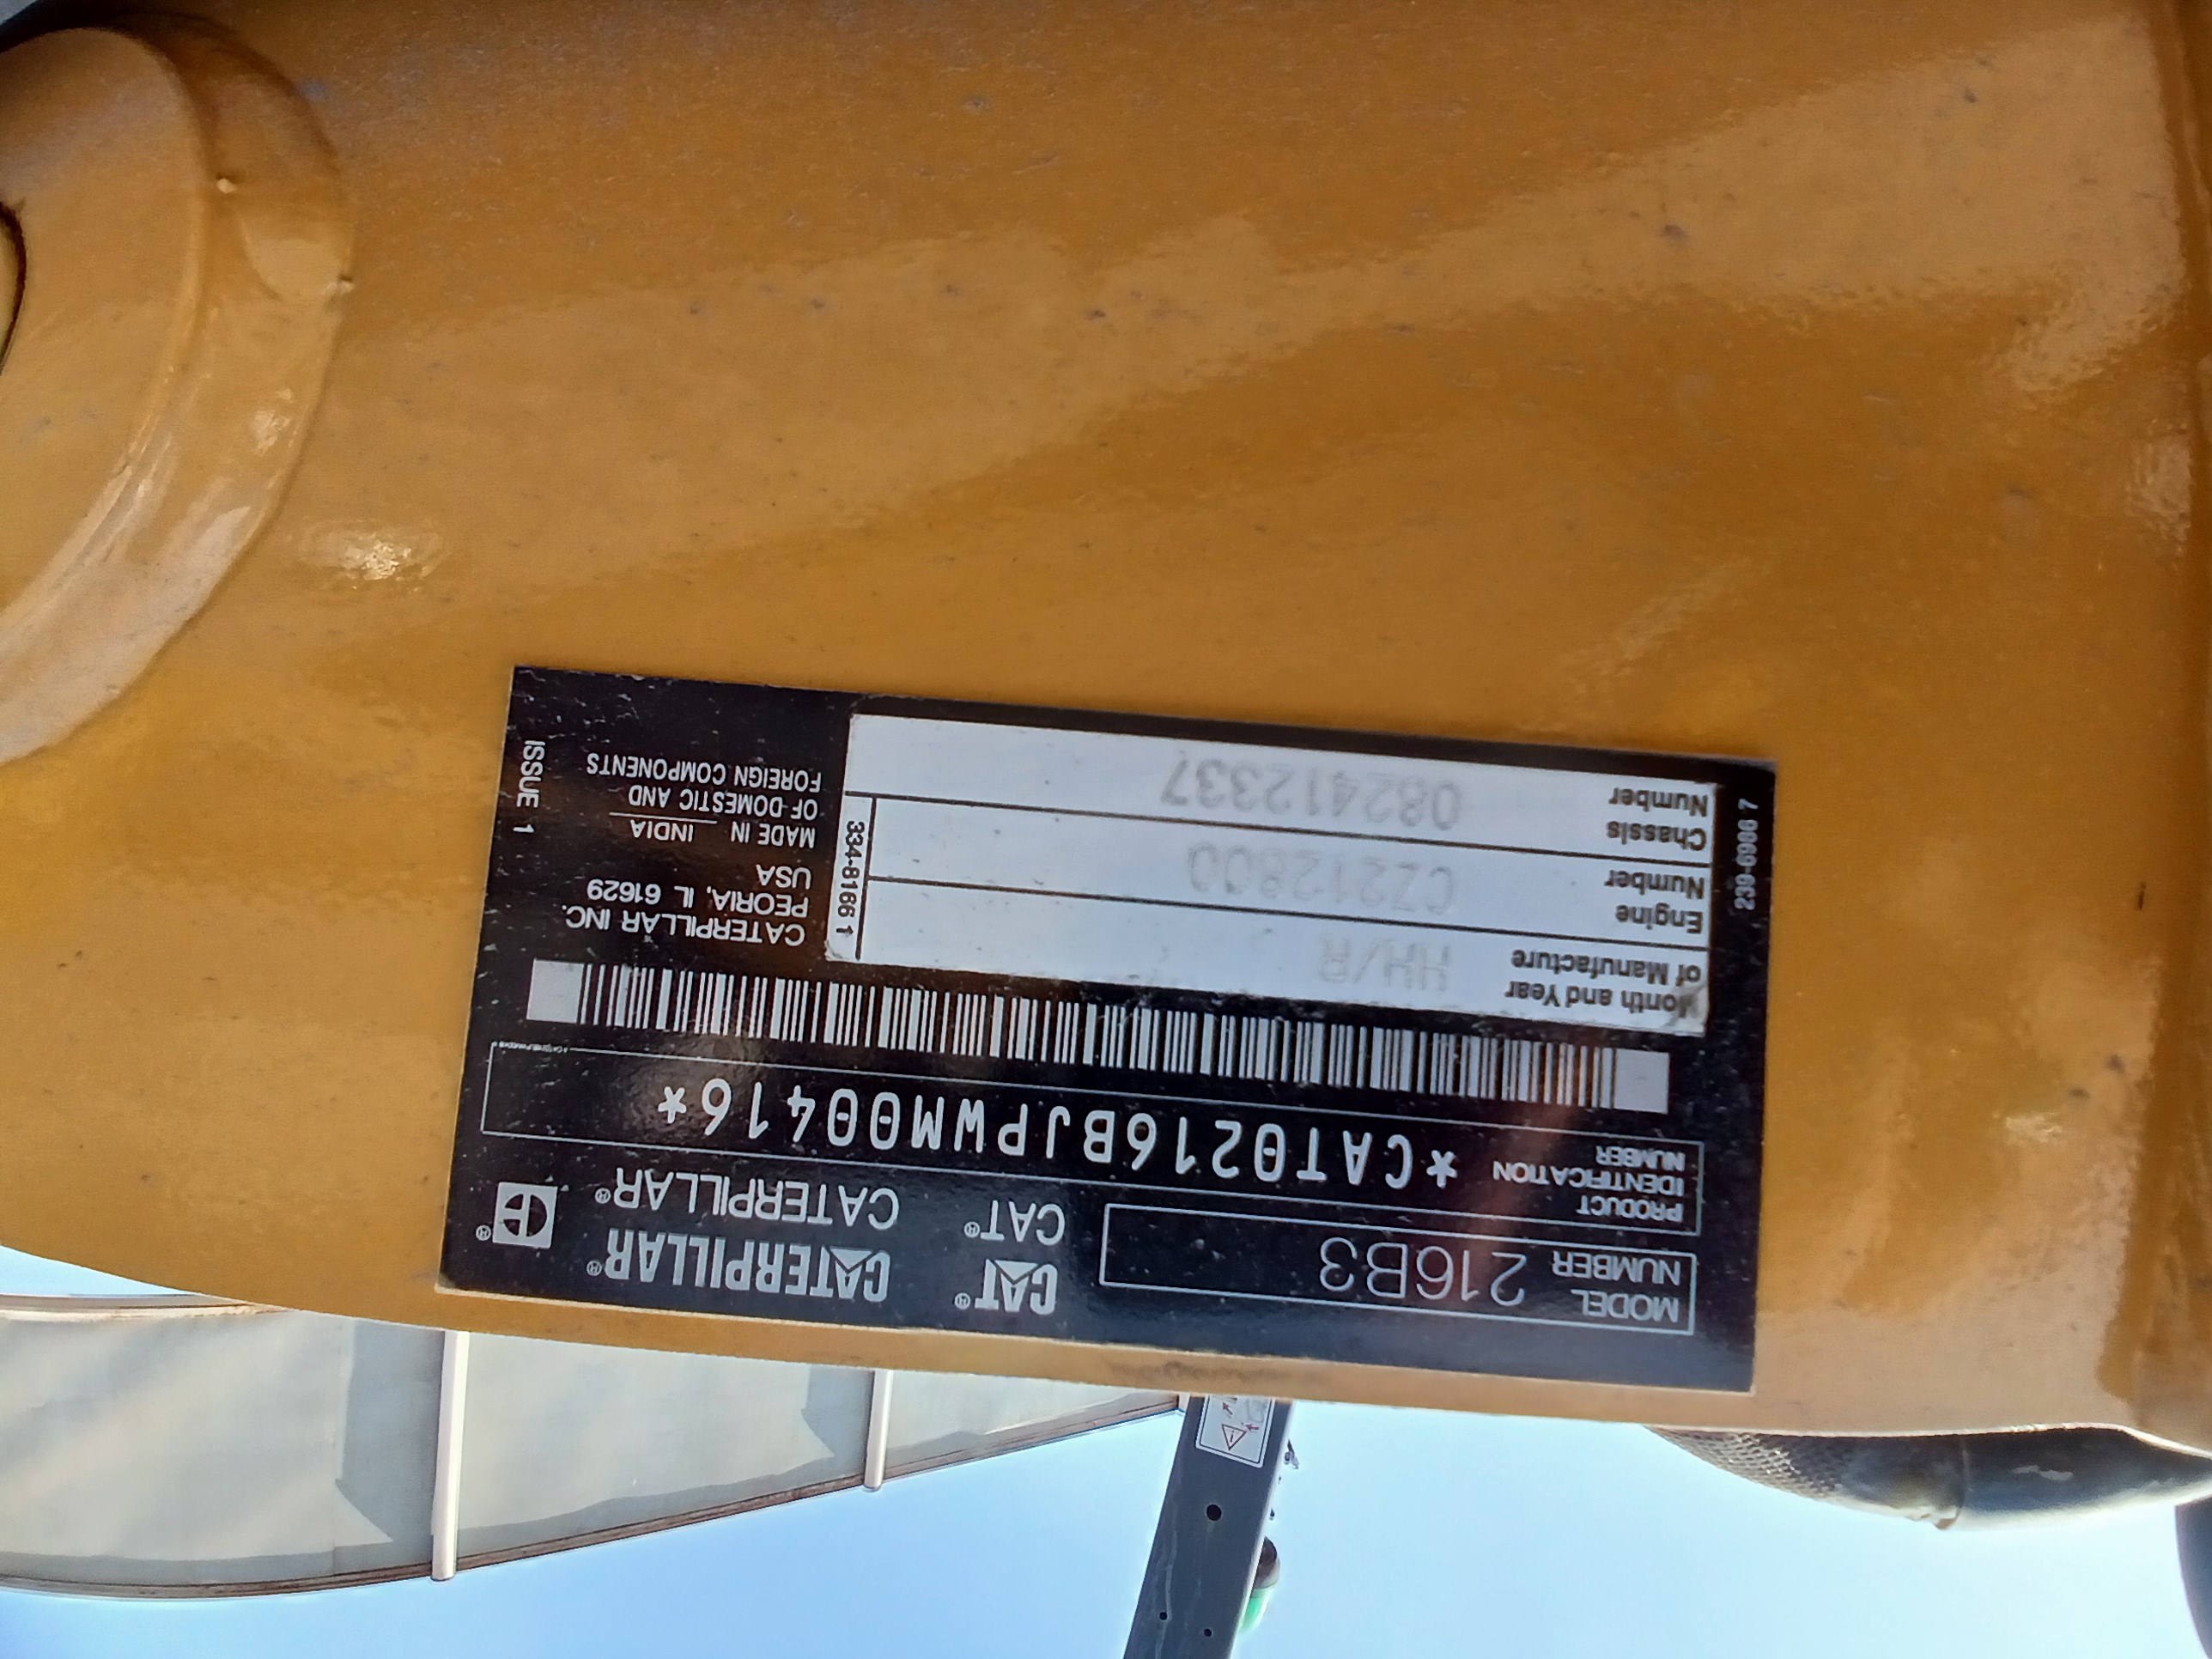 MODEL
NUMBER 216B3
CAT® CATERPILLAR®
CAT® CATERPILLAR®
PRODUCT
IDENTIFICATION
NUMBER
*CAT0216BJPWM00416*
Month and Year
of Manufacture
HH/R
Engine
Number
CZ212800
Chassis
Number
082412337
334-8166 1
CATERPILLAR INC.
PEORIA, IL 61629
USA
MADE IN INDIA
OF DOMESTIC AND
FOREIGN COMPONENTS
ISSUE 1
239-6986 7